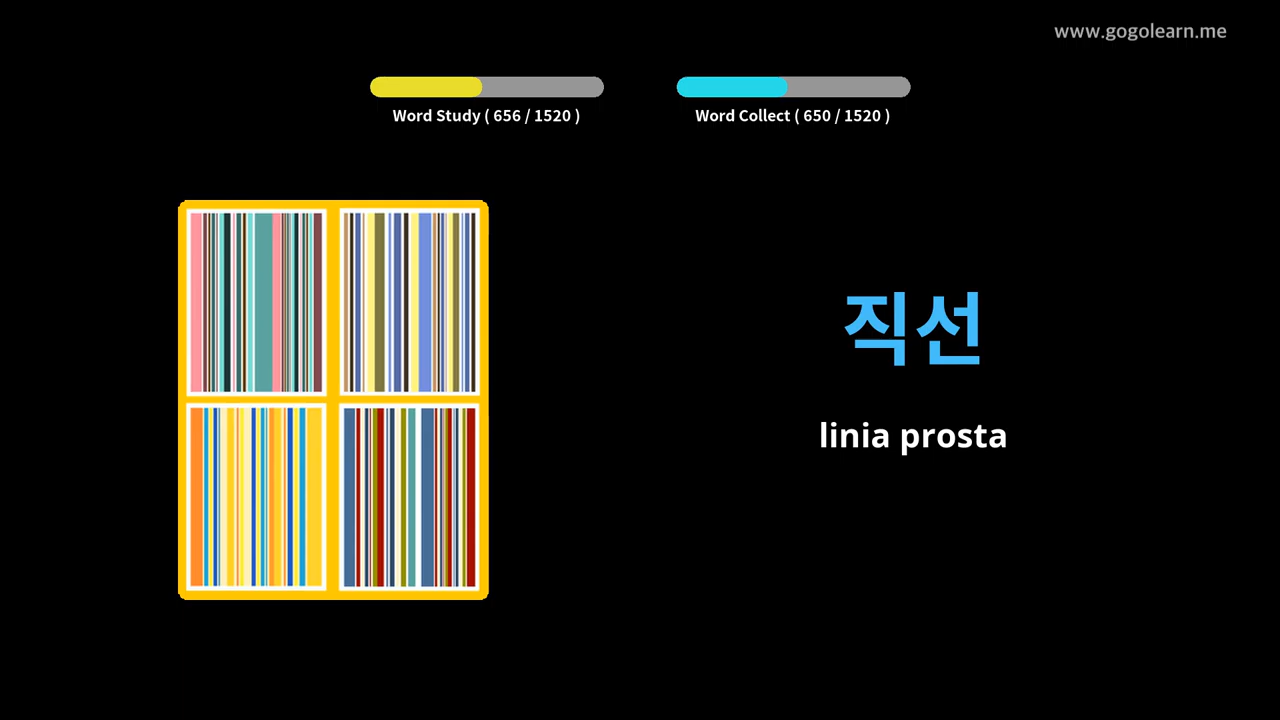 www.gogolearn.me
Word Study ( 656 / 1520 )
Word Collect ( 650 / 1520 )
직선
linia prosta